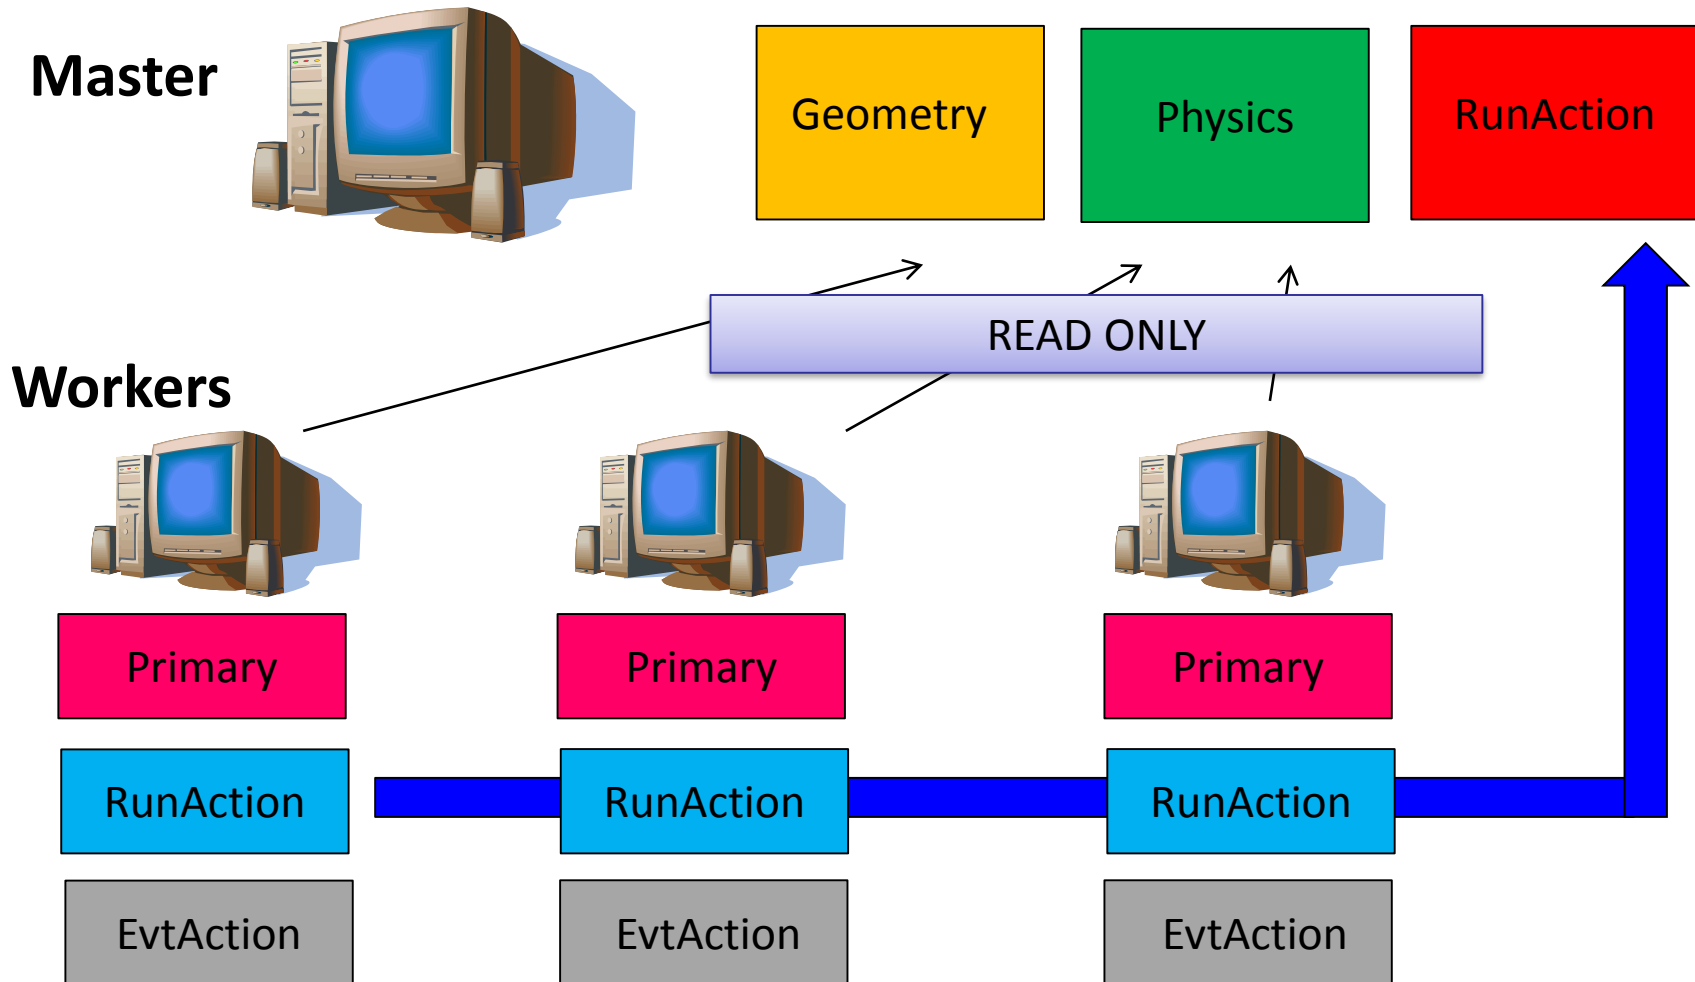 Master
Geometry
Physics
RunAction
READ ONLY
Workers
Primary
Primary
Primary
RunAction
RunAction
RunAction
EvtAction
EvtAction
EvtAction